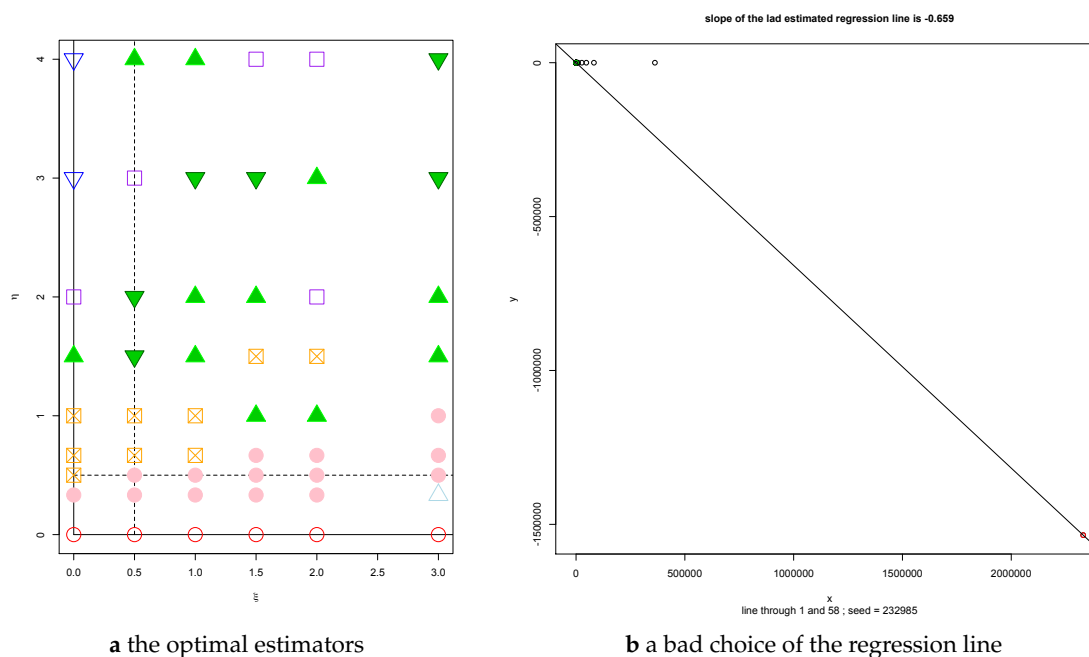 slope of the lad estimated regression line is -0.659
4
3
2
1
0
η
0.0 0.5 1.0 1.5 2.0 2.5 3.0
ξ
0
-500000
-1000000
-1500000
y
0 500000 1000000 1500000 2000000
x
line through 1 and 58 ; seed = 232985
a the optimal estimators
b a bad choice of the regression line